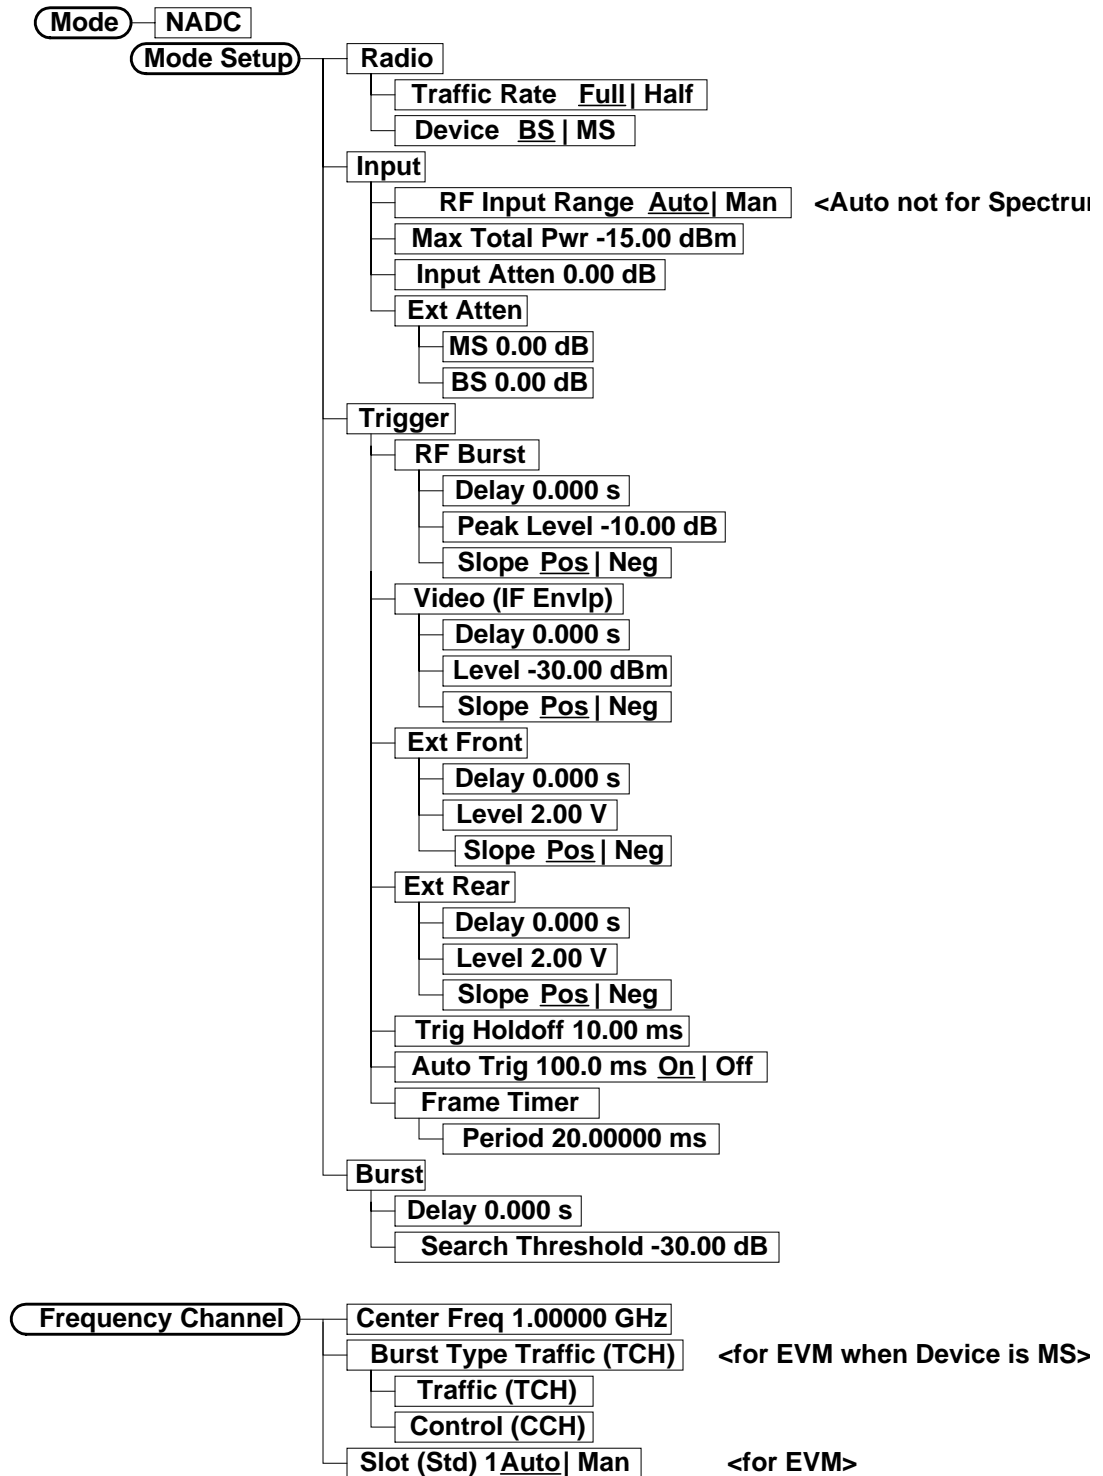 Mode NADC
Mode Setup Radio
Traffic Rate Full | Half
Device BS | MS
Input
RF Input Range Auto | Man <Auto not for Spectru
Max Total Pwr -15.00 dBm
Input Atten 0.00 dB
Ext Atten
MS 0.00 dB
BS 0.00 dB
Trigger
RF Burst
Delay 0.000 s
Peak Level -10.00 dB
Slope Pos | Neg
Video (IF Envlp)
Delay 0.000 s
Level -30.00 dBm
Slope Pos | Neg
Ext Front
Delay 0.000 s
Level 2.00 V
Slope Pos | Neg
Ext Rear
Delay 0.000 s
Level 2.00 V
Slope Pos | Neg
Trig Holdoff 10.00 ms
Auto Trig 100.0 ms On | Off
Frame Timer
Period 20.00000 ms
Burst
Delay 0.000 s
Search Threshold -30.00 dB
Frequency Channel Center Freq 1.00000 GHz
Burst Type Traffic (TCH) <for EVM when Device is MS>
Traffic (TCH)
Control (CCH)
Slot (Std) 1 Auto | Man <for EVM>